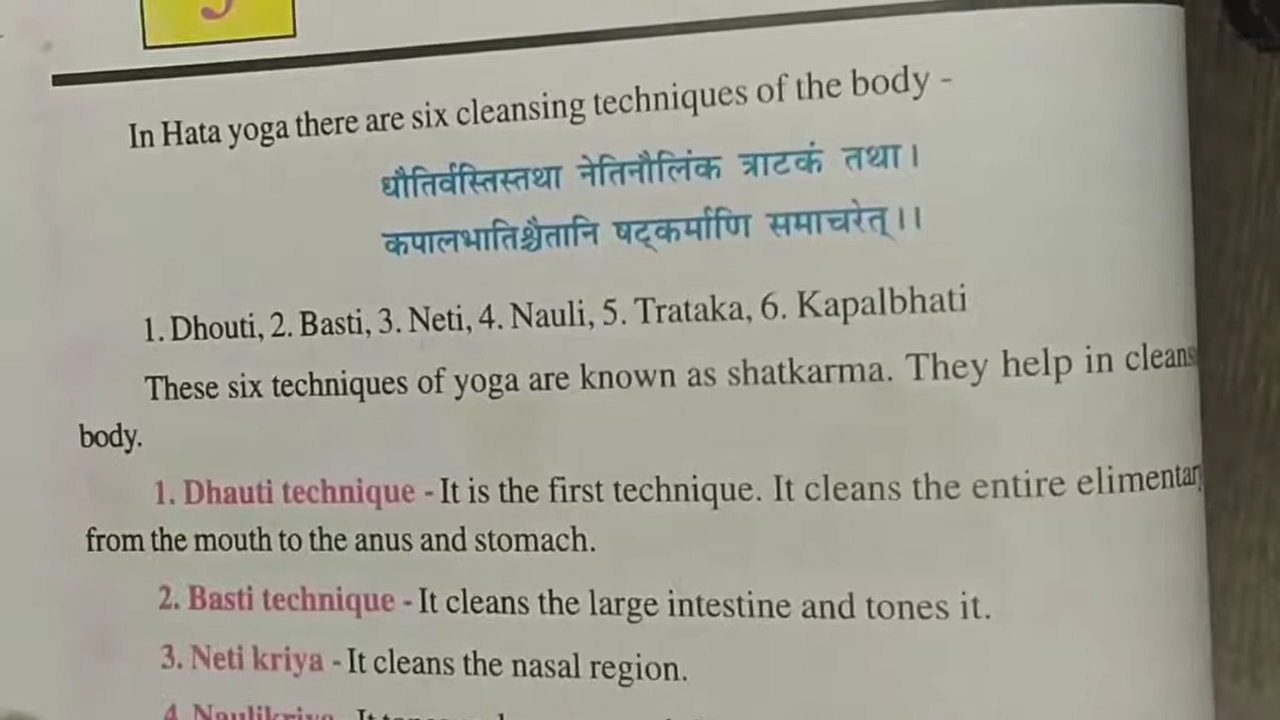 In Hata yoga there are six cleansing techniques of the body -
धौतिर्वस्तिस्तथा नेतिनौलिंक त्राटकं तथा।
कपालभातिश्चैतानि षट्कर्माणि समाचरेत्।।
1. Dhouti, 2. Basti, 3. Neti, 4. Nauli, 5. Trataka, 6. Kapalbhati
These six techniques of yoga are known as shatkarma. They help in cleans
body.
1. Dhauti technique - It is the first technique. It cleans the entire elimentar
from the mouth to the anus and stomach.
2. Basti technique - It cleans the large intestine and tones it.
3. Neti kriya - It cleans the nasal region.
4. Naulikriya - It